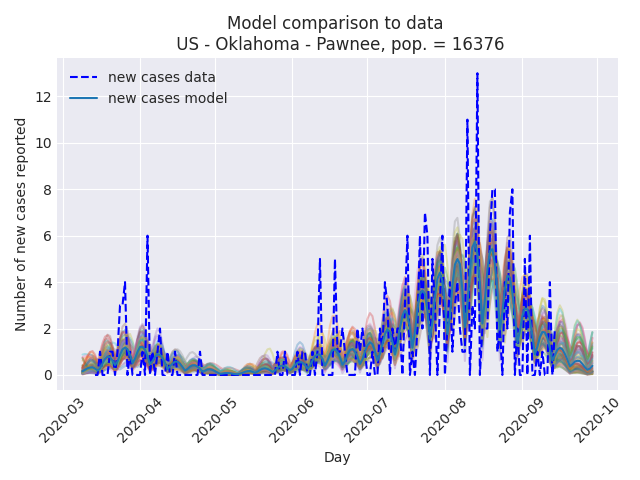 Model comparison to data
US - Oklahoma - Pawnee, pop. = 16376
new cases data
new cases model
Number of new cases reported
12
10
8
6
4
2
0
2020-03
2020-04
2020-05
2020-06
2020-07
2020-08
2020-09
2020-10
Day